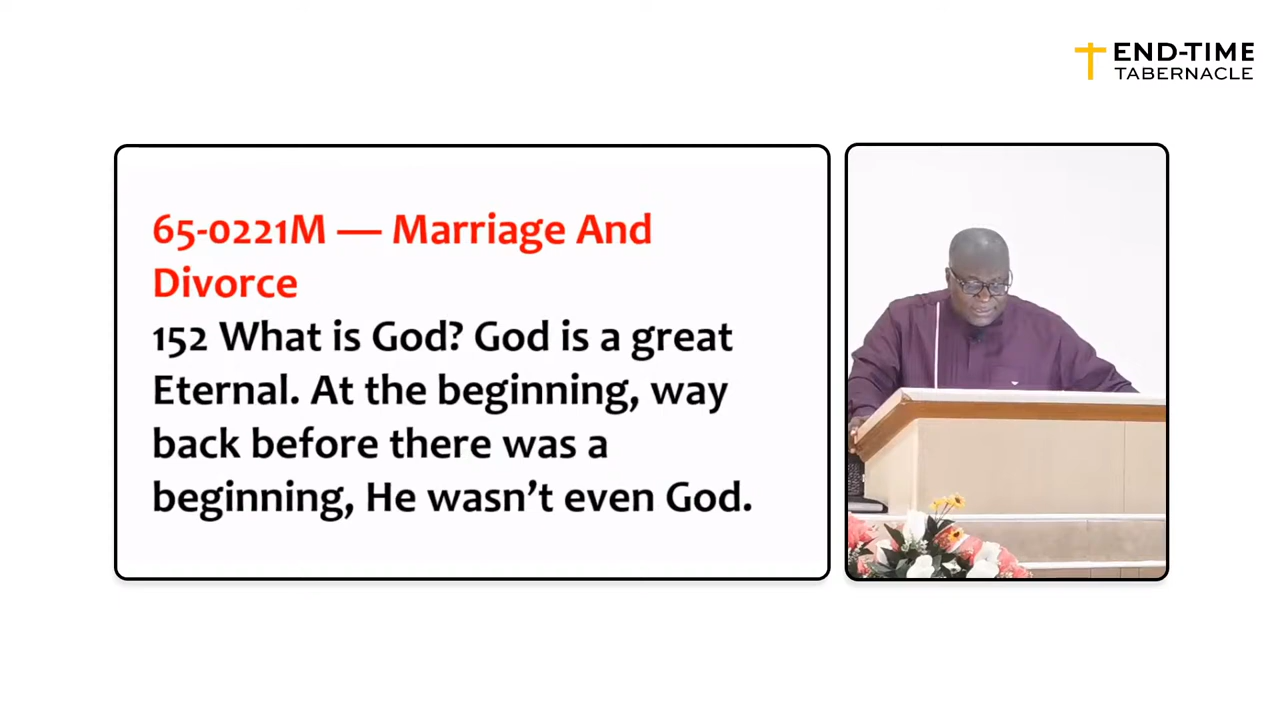 END-TIME
TABERNACLE
65-0221M — Marriage And
Divorce
152 What is God? God is a great
Eternal. At the beginning, way
back before there was a
beginning, He wasn’t even God.